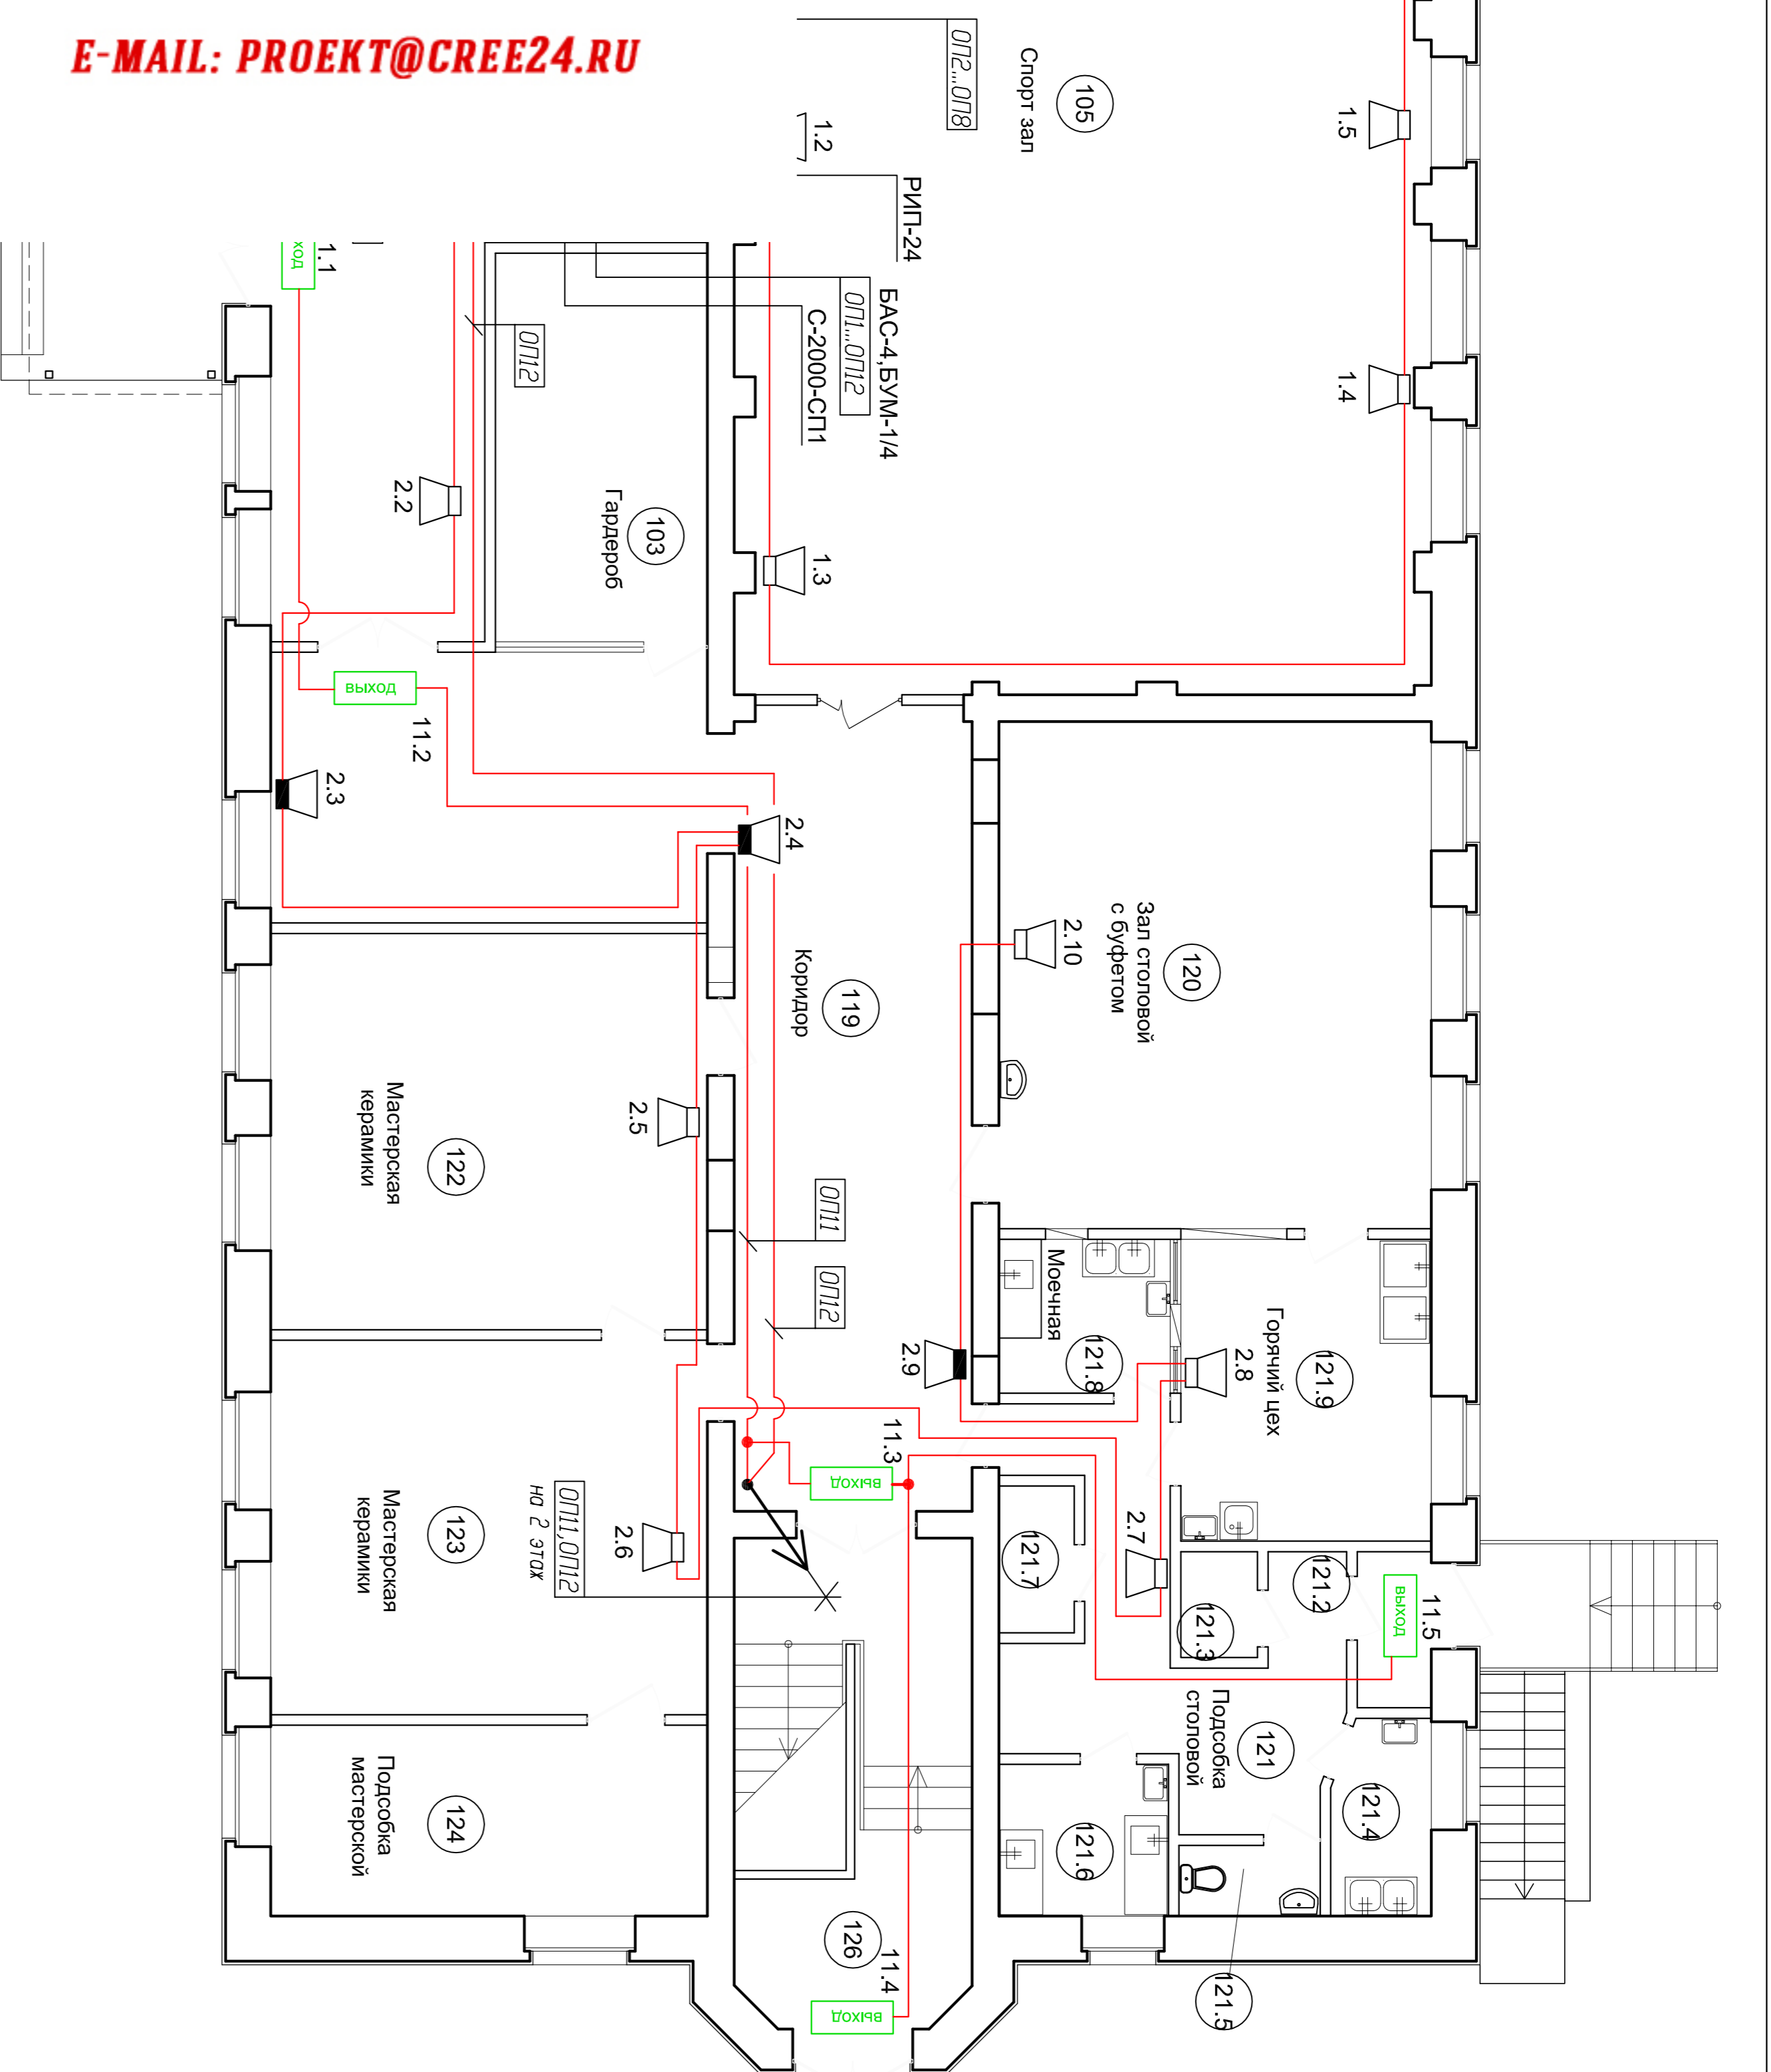 E-MAIL: PROEKT@CREE24.RU
ОП2...ОП8
Спорт зал
105
1.5
1.2
РИП-24
1.4
БАС-4,БУМ-1/4
ОП1...ОП12
С-2000-СП1
1.1
ход
ОП12
2.2
Гардероб
103
1.3
выход
11.2
2.3
2.4
2.10
Зал столовой
с буфетом
120
Коридор
119
Мастерская
керамики
122
2.5
ОП11
ОП12
Моечная
121.8
2.9
2.8
Горячий цех
121.9
11.3
выход
ОП11,ОП12
на 2 этаж
Мастерская
керамики
123
2.6
2.7
121.7
121.3
121.2
выход
11.5
Подсобка
столовой
121
121.4
Подсобка
мастерской
124
121.6
121.5
126
11.4
выход